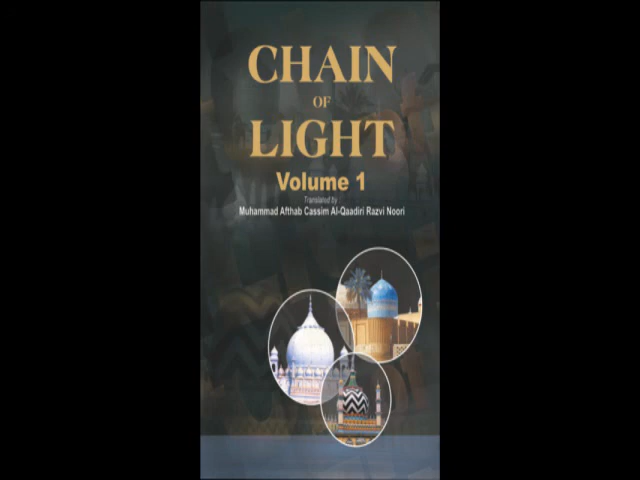 CHAIN
OF
LIGHT
Volume 1
Translated by
Muhammad Afthab Cassim Al-Qaadiri Razvi Noori